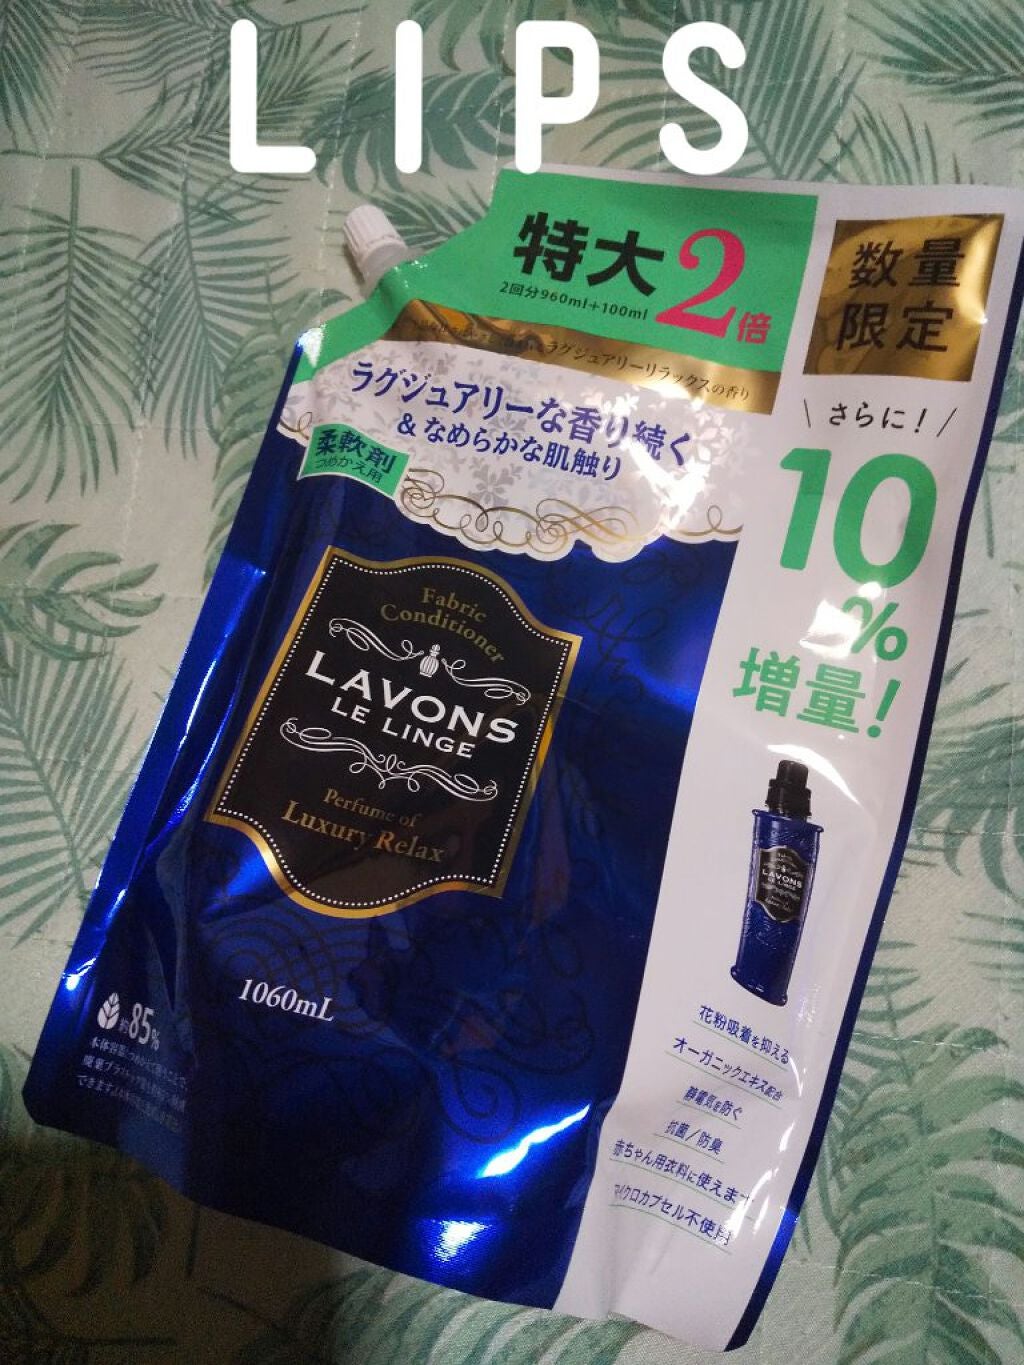 LIPS
特大2倍
2回分960ml+100ml
数量
限定
ラグジュアリーリラックスの香り
ラグジュアリーな香り続く
&なめらかな肌触り
柔軟剤
つめかえ用
\ さらに! /
10
%
増量!
Fabric
Conditioner
LAVONS
LE LINGE
Perfume of
Luxury Relax
LAVONS
LE LINGE
1060mL
約85%
花粉吸着を抑える
オーガニックエキス配合
静電気を防ぐ
抗菌/防臭
赤ちゃん用衣料に使えま
マイクロカプセル不使用